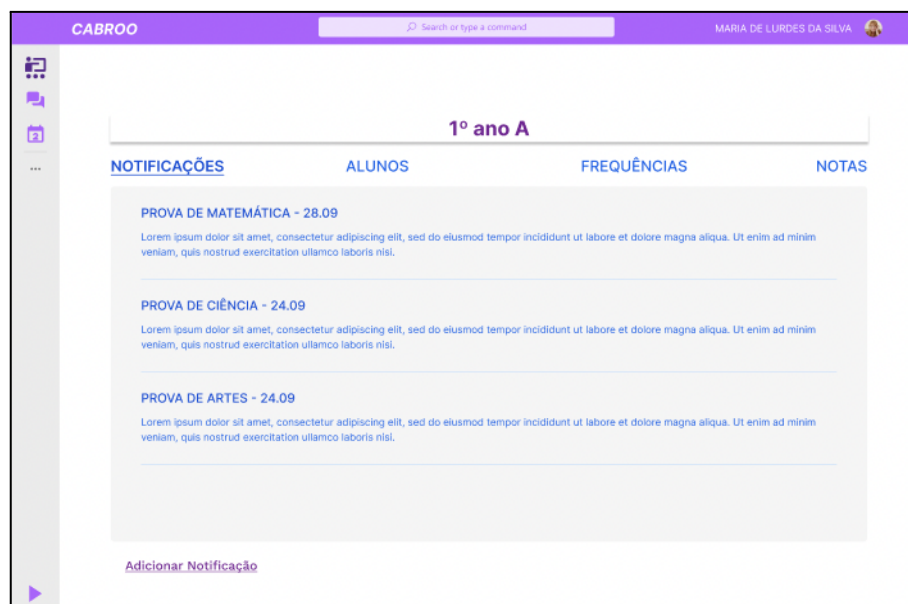 CABROO
Search or type a command
MARIA DE LURDES DA SILVA
2
1º ano A
NOTIFICAÇÕES ALUNOS FREQUÊNCIAS NOTAS
PROVA DE MATEMÁTICA - 28.09
Lorem ipsum dolor sit amet, consectetur adipiscing elit, sed do eiusmod tempor incididunt ut labore et dolore magna aliqua. Ut enim ad minim
veniam, quis nostrud exercitation ullamco laboris nisi.
PROVA DE CIÊNCIA - 24.09
Lorem ipsum dolor sit amet, consectetur adipiscing elit, sed do eiusmod tempor incididunt ut labore et dolore magna aliqua. Ut enim ad minim
veniam, quis nostrud exercitation ullamco laboris nisi.
PROVA DE ARTES - 24.09
Lorem ipsum dolor sit amet, consectetur adipiscing elit, sed do eiusmod tempor incididunt ut labore et dolore magna aliqua. Ut enim ad minim
veniam, quis nostrud exercitation ullamco laboris nisi.
Adicionar Notificação